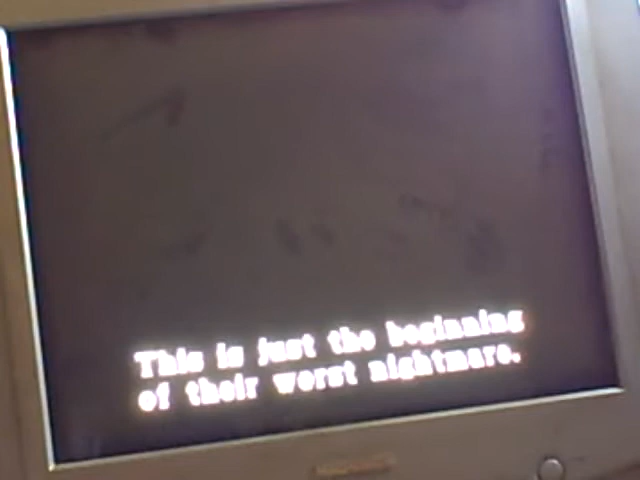 This is just the beginning
of their worst nightmare.